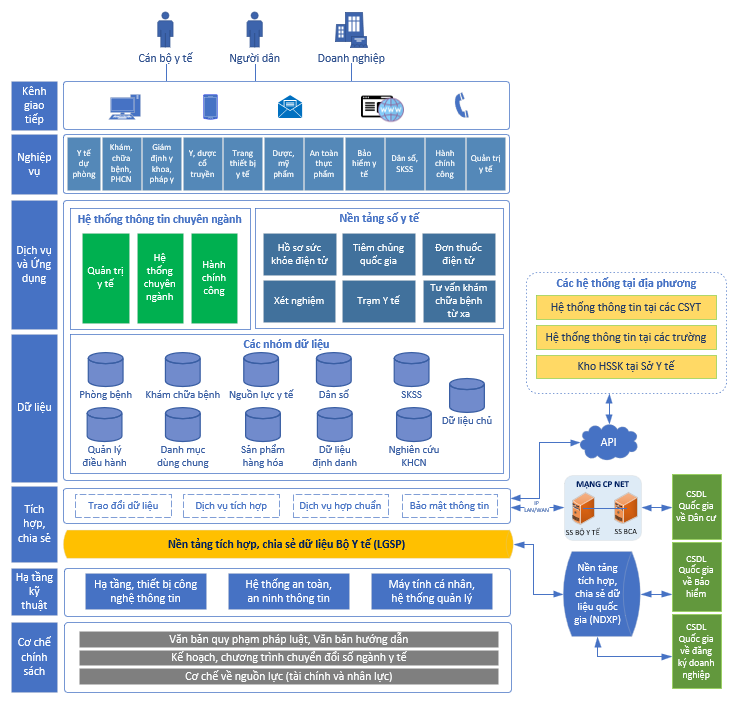 Cán bộ y tế
Người dân
Doanh nghiệp
Kênh
giao
tiếp
www
Nghiệp
vụ
Y tế
dự
phòng
Khám,
chữa
bệnh,
PHCN
Giám
định y
khoa,
pháp y
Y, dược
cổ
truyền
Trang
thiết bị
y tế
Dược,
mỹ
phẩm
An toàn
thực
phẩm
Bảo
hiểm y
tế
Dân số,
SKSS
Hành
chính
công
Quản trị
y tế
Dịch vụ
và Ứng
dụng
Hệ thống thông tin chuyên ngành
Quản trị
y tế
Hệ
thống
chuyên
ngành
Hành
chính
công
Nền tảng số y tế
Hồ sơ sức
khỏe điện tử
Tiêm chủng
quốc gia
Đơn thuốc
điện tử
Xét nghiệm
Trạm Y tế
Tư vấn khám
chữa bệnh
từ xa
Các hệ thống tại địa phương
Hệ thống thông tin tại các CSYT
Hệ thống thông tin tại các trường
Kho HSSK tại Sở Y tế
Dữ liệu
Các nhóm dữ liệu
Phòng bệnh
Khám chữa bệnh
Nguồn lực y tế
Dân số
SKSS
Dữ liệu chủ
Quản lý
điều hành
Danh mục
dùng chung
Sản phẩm
hàng hóa
Dữ liệu
định danh
Nghiên cứu
KHCN
API
Tích
hợp,
chia sẻ
Trao đổi dữ liệu
Dịch vụ tích hợp
Dịch vụ hợp chuẩn
Bảo mật thông tin
IP
LAN/WAN
MẠNG CP NET
SS BỘ Y TẾ
SS BCA
CSDL
Quốc gia
về Dân cư
Nền tảng tích hợp, chia sẻ dữ liệu Bộ Y tế (LGSP)
Nền tảng
tích hợp,
chia sẻ dữ
liệu quốc
gia (NDXP)
CSDL
Quốc gia
về Bảo
hiểm
CSDL
Quốc gia
về đăng
ký doanh
nghiệp
Hạ tầng
kỹ
thuật
Hạ tầng, thiết bị công
nghệ thông tin
Hệ thống an toàn,
an ninh thông tin
Máy tính cá nhân,
hệ thống quản lý
Cơ chế
chính
sách
Văn bản quy phạm pháp luật, Văn bản hướng dẫn
Kế hoạch, chương trình chuyển đổi số ngành y tế
Cơ chế về nguồn lực (tài chính và nhân lực)